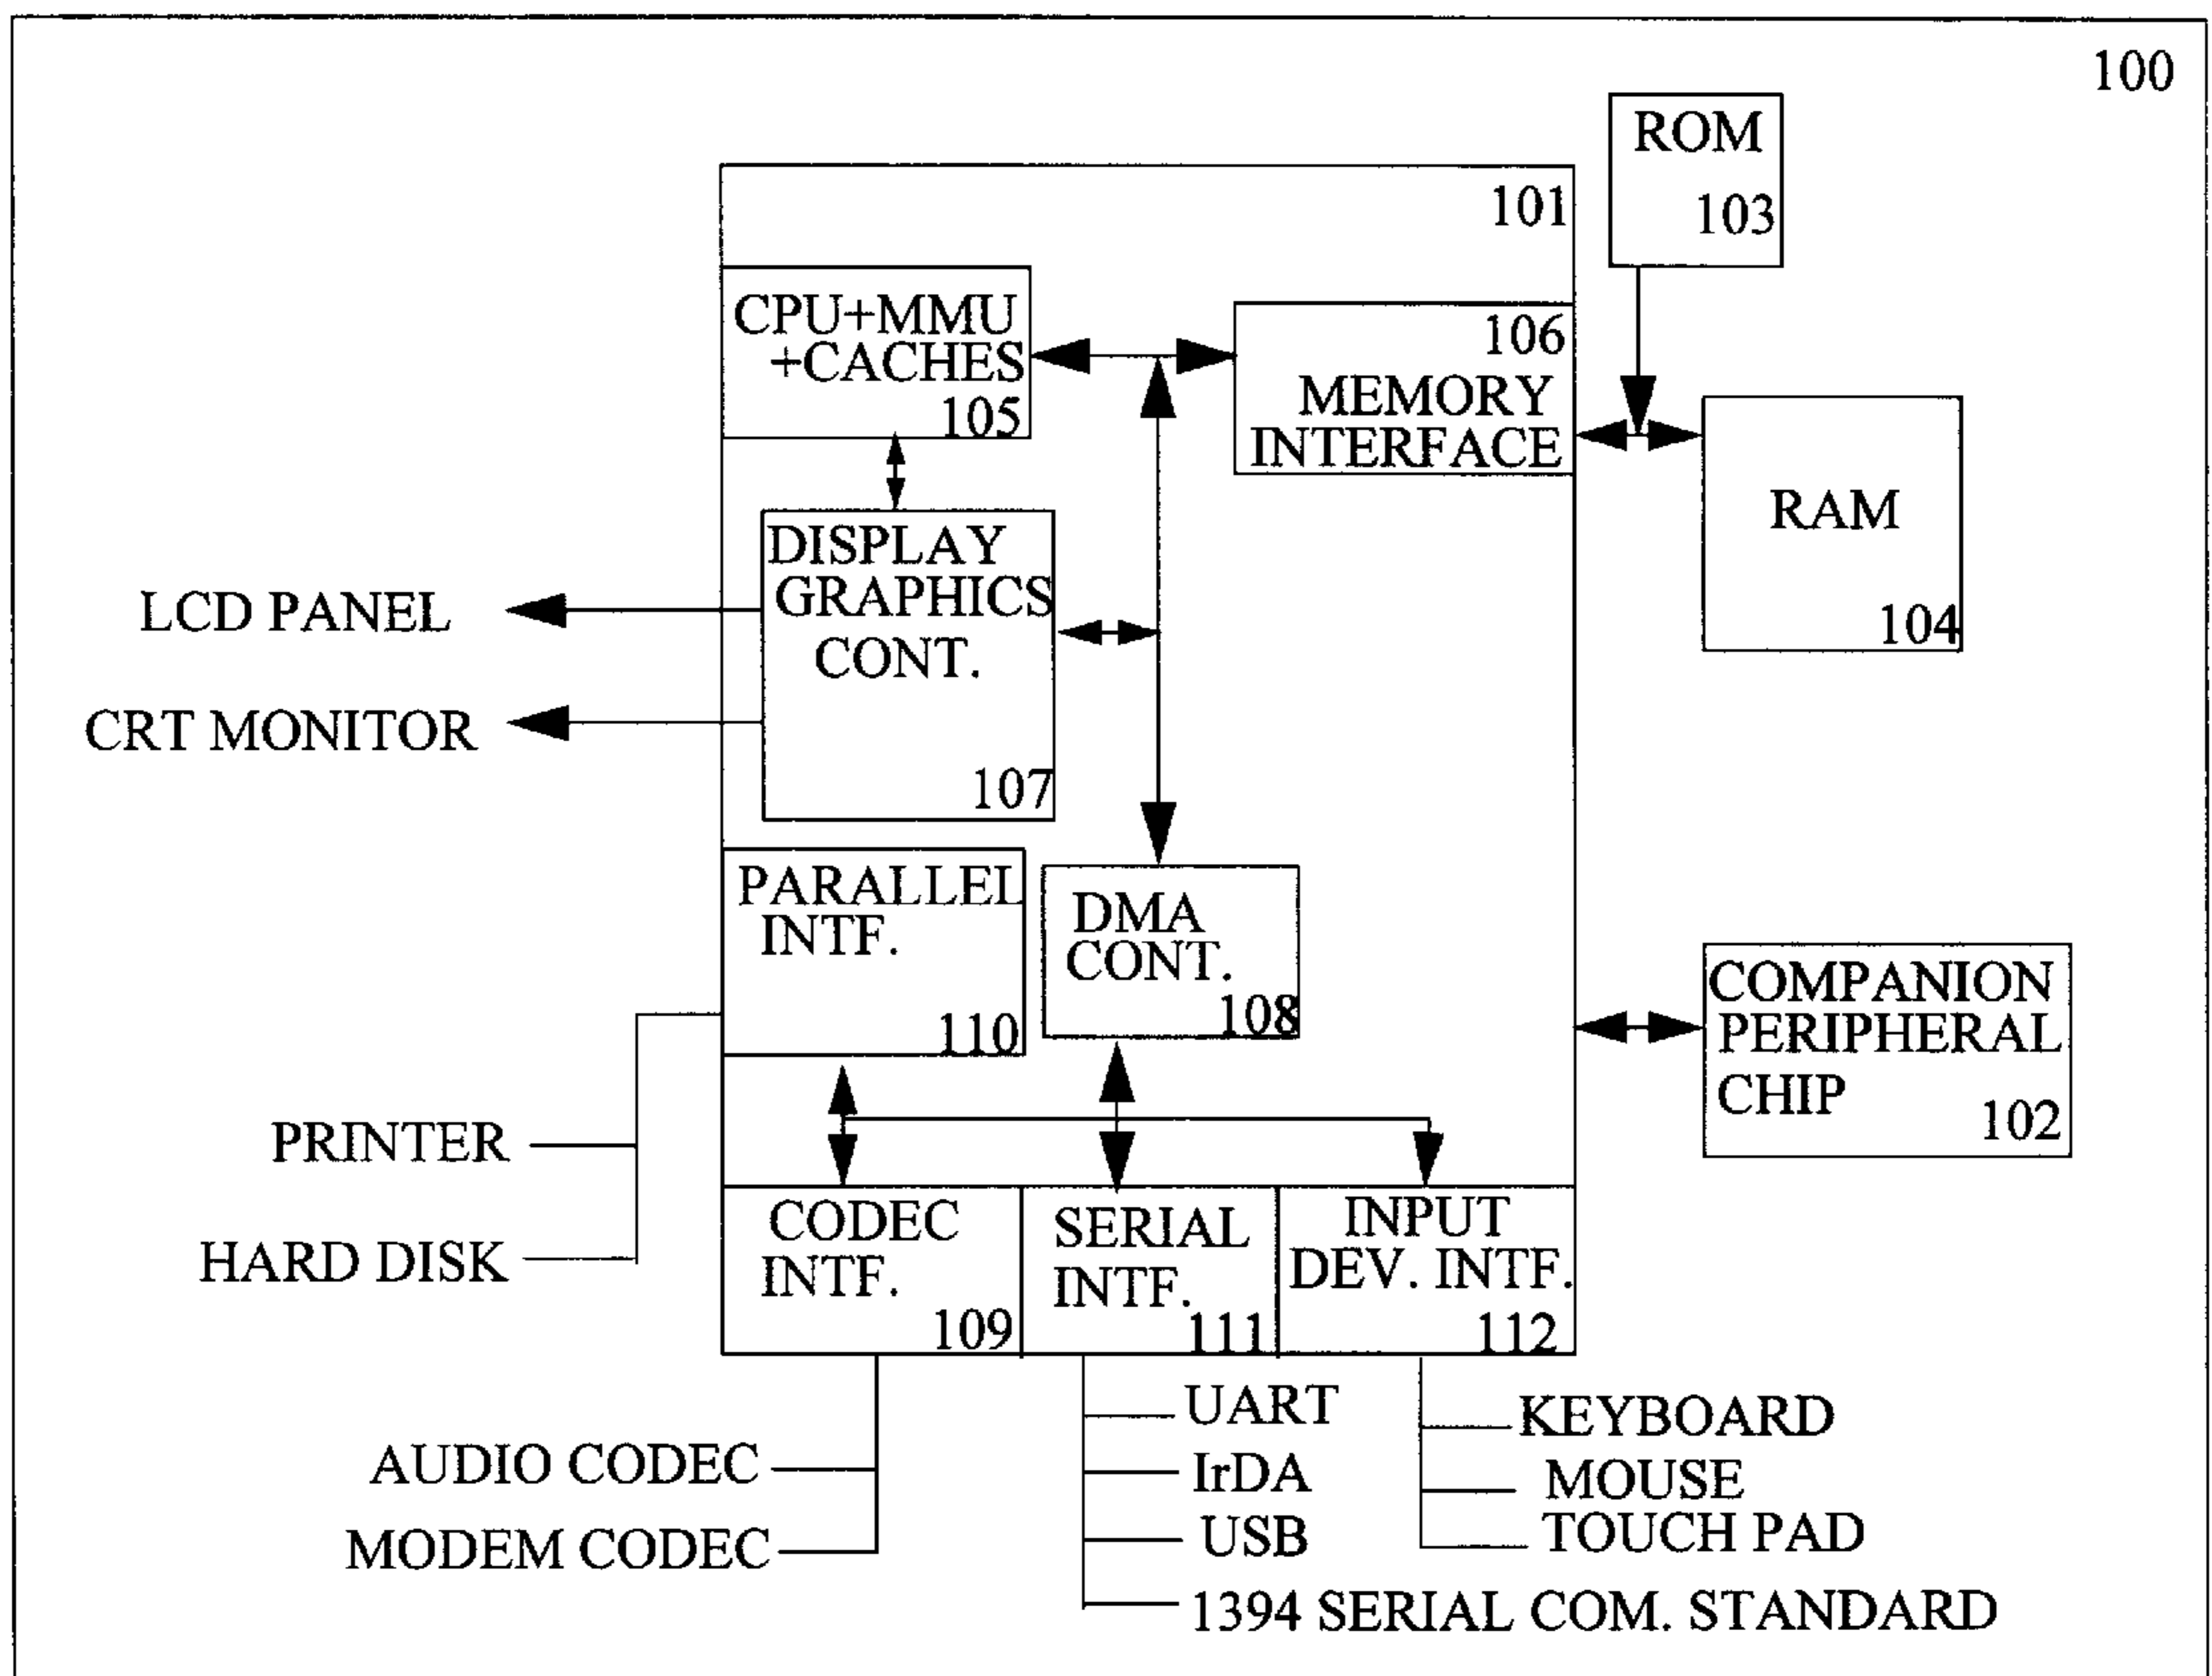 100
ROM
103
101
CPU+MMU
+CACHES
105
106
MEMORY
INTERFACE
RAM
104
DISPLAY
GRAPHICS
CONT.
107
LCD PANEL
CRT MONITOR
PARALLEL
INTF.
110
DMA
CONT.
108
COMPANION
PERIPHERAL
CHIP
102
PRINTER
HARD DISK
CODEC
INTF.
109
SERIAL
INTF.
111
INPUT
DEV. INTF.
112
AUDIO CODEC
MODEM CODEC
UART
IrDA
USB
1394 SERIAL COM. STANDARD
KEYBOARD
MOUSE
TOUCH PAD